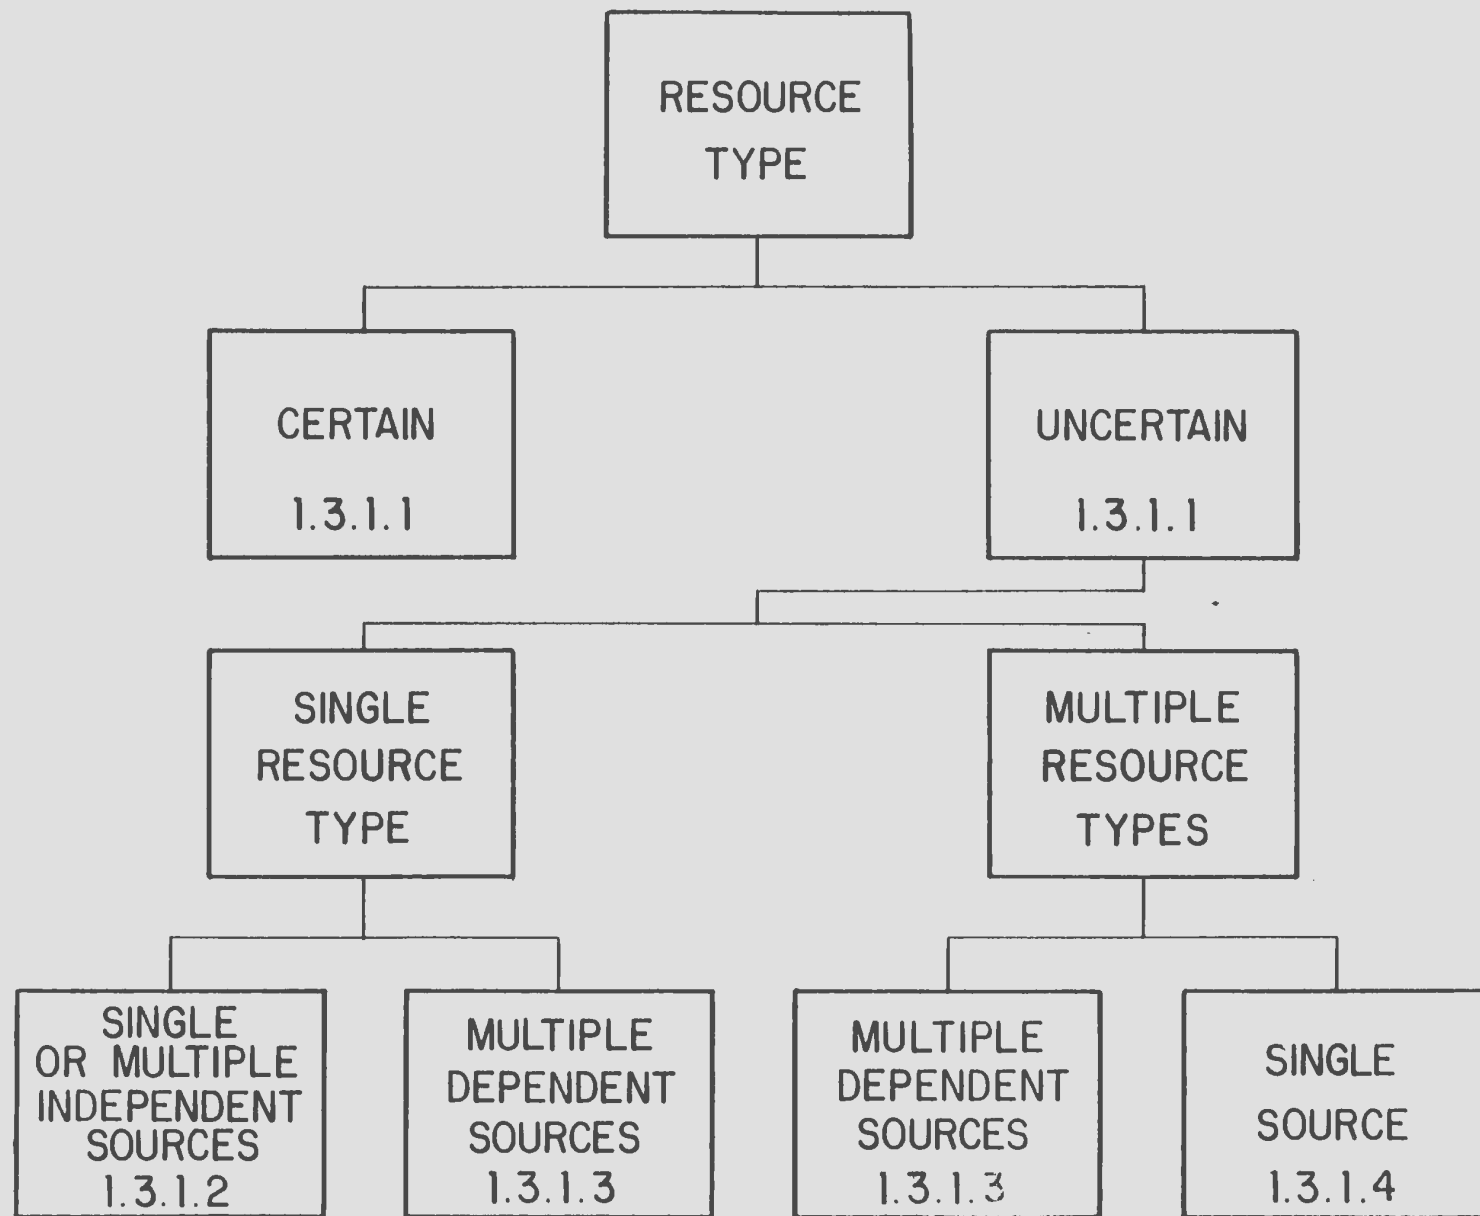 RESOURCE
TYPE
CERTAIN
1.3.1.1
UNCERTAIN
1.3.1.1
SINGLE
RESOURCE
TYPE
MULTIPLE
RESOURCE
TYPES
SINGLE
OR MULTIPLE
INDEPENDENT
SOURCES
1.3.1.2
MULTIPLE
DEPENDENT
SOURCES
1.3.1.3
MULTIPLE
DEPENDENT
SOURCES
1.3.1.3
SINGLE
SOURCE
1.3.1.4